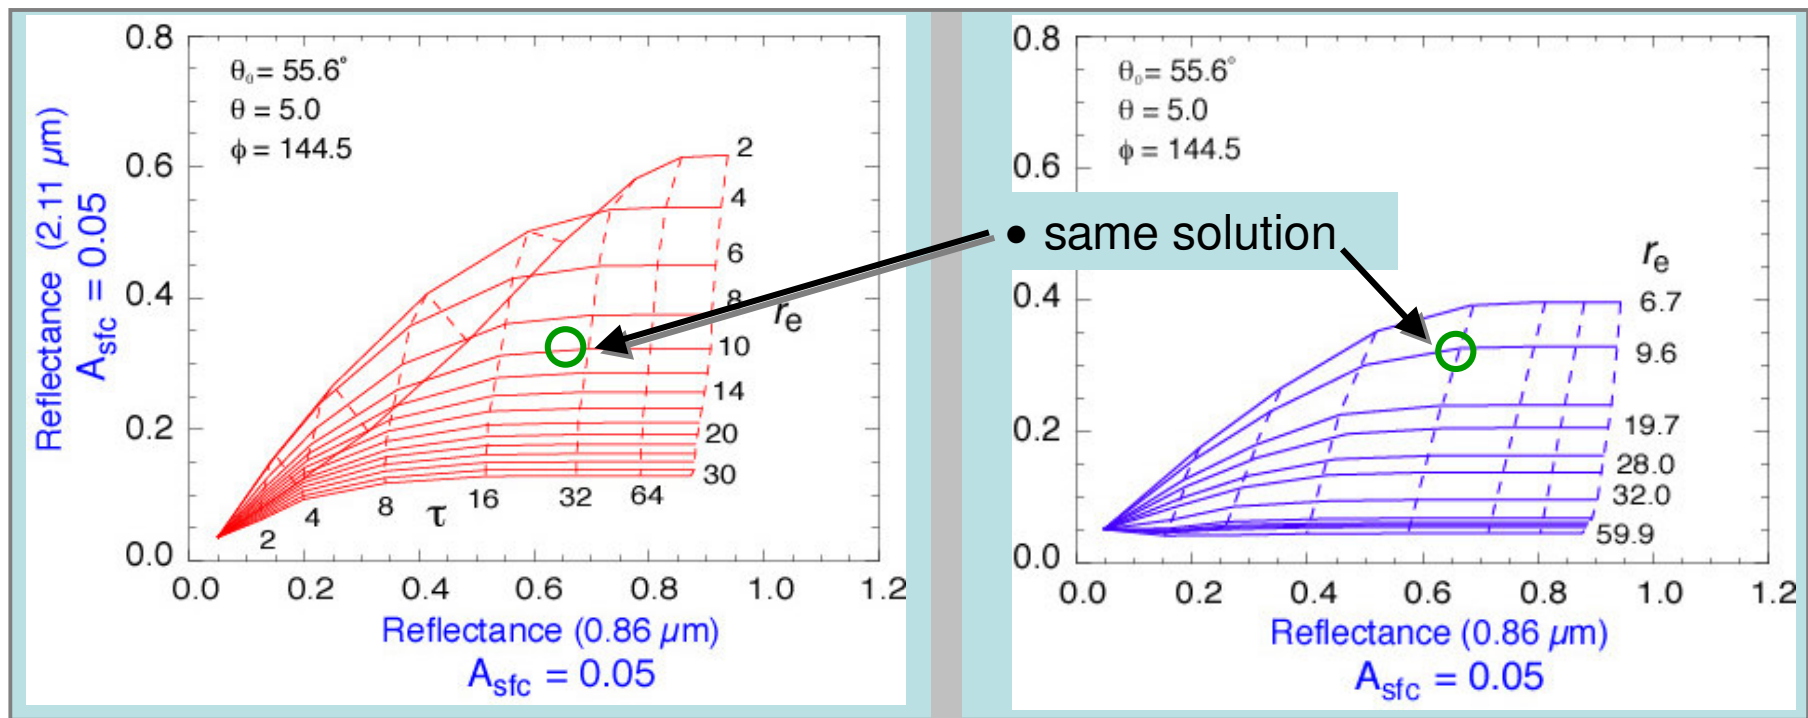 0.8
0.6
0.4
0.2
0.0
θ₀= 55.6°
θ = 5.0
ϕ = 144.5
Reflectance (2.11 µm)
Asfc = 0.05
2
4
6
8
10
14
20
30
re
2
4
8
τ
16
32
64
0.0 0.2 0.4 0.6 0.8 1.0 1.2
Reflectance (0.86 µm)
Asfc = 0.05
• same solution
0.8
0.6
0.4
0.2
0.0
θ₀= 55.6°
θ = 5.0
ϕ = 144.5
re
6.7
9.6
19.7
28.0
32.0
59.9
0.0 0.2 0.4 0.6 0.8 1.0 1.2
Reflectance (0.86 µm)
Asfc = 0.05